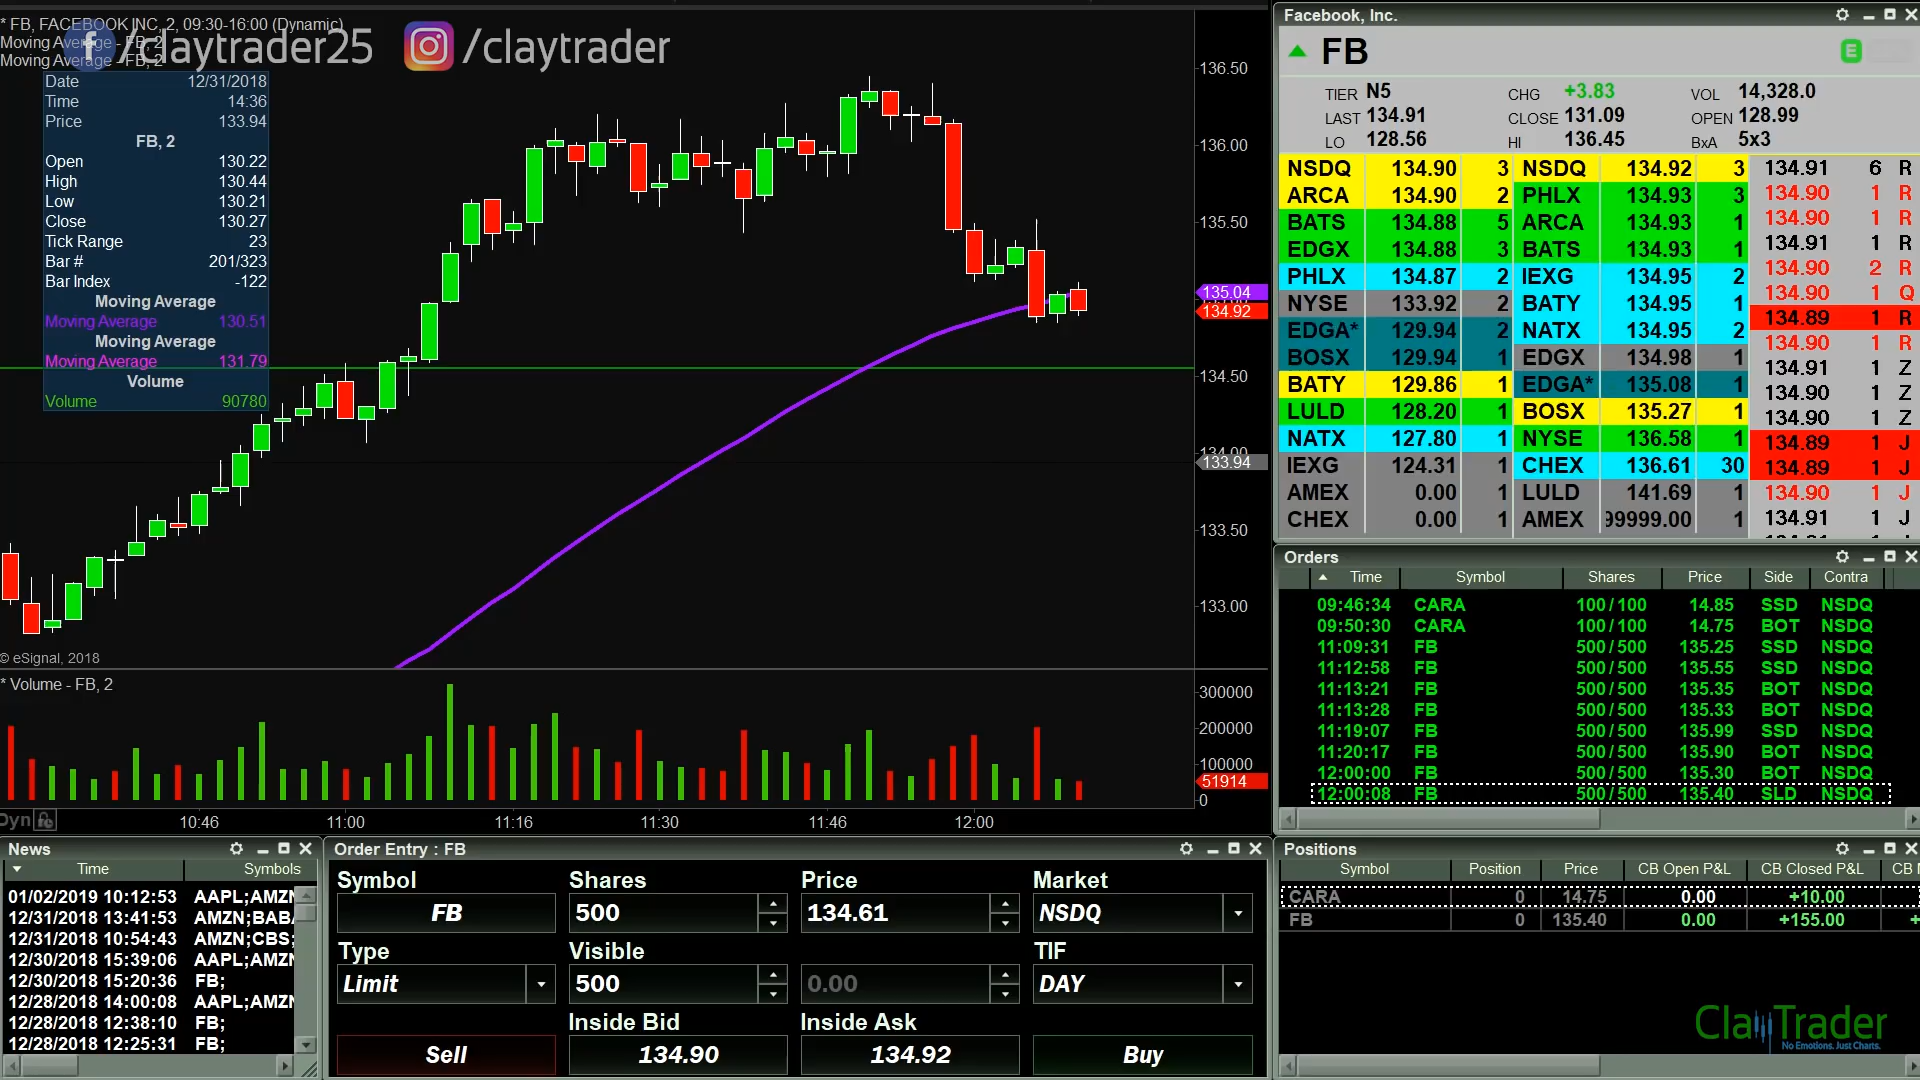 * FB, FACEBOOK INC, 2, 09:30-16:00 (Dynamic)
Moving Average - FB, 2
Moving Average - FB, 2
/claytrader25 /claytrader
Date 12/31/2018
Time 14:36
Price 133.94
FB, 2
Open 130.22
High 130.44
Low 130.21
Close 130.27
Tick Range 23
Bar # 201/323
Bar Index -122
Moving Average
Moving Average 130.51
Moving Average
Moving Average 131.79
Volume
Volume 90780
136.50
136.00
135.50
135.04
134.92
134.50
134.00
133.94
133.50
133.00
© eSignal, 2018
* Volume - FB, 2
300000
200000
100000
51914
0
Dyn
10:46 11:00 11:16 11:30 11:46 12:00
Facebook, Inc.
FB E
TIER N5 CHG +3.83 VOL 14,328.0
LAST 134.91 CLOSE 131.09 OPEN 128.99
LO 128.56 HI 136.45 BxA 5x3
NSDQ 134.90 3 NSDQ 134.92 3
ARCA 134.90 2 PHLX 134.93 3
BATS 134.88 5 ARCA 134.93 1
EDGX 134.88 3 BATS 134.93 1
PHLX 134.87 2 IEXG 134.95 2
NYSE 133.92 2 BATY 134.95 1
EDGA* 129.94 2 NATX 134.95 2
BOSX 129.94 1 EDGX 134.98 1
BATY 129.86 1 EDGA* 135.08 1
LULD 128.20 1 BOSX 135.27 1
NATX 127.80 1 NYSE 136.58 1
IEXG 124.31 1 CHEX 136.61 30
AMEX 0.00 1 LULD 141.69 1
CHEX 0.00 1 AMEX 99999.00 1
134.91 6 R
134.90 1 R
134.90 1 R
134.91 1 R
134.90 2 R
134.90 1 Q
134.89 1 R
134.90 1 R
134.91 1 Z
134.90 1 Z
134.90 1 Z
134.89 1 J
134.89 1 J
134.90 1 J
134.91 1 J
Orders
Time Symbol Shares Price Side Contra
09:46:34 CARA 100/100 14.85 SSD NSDQ
09:50:30 CARA 100/100 14.75 BOT NSDQ
11:09:31 FB 500/500 135.25 SSD NSDQ
11:12:58 FB 500/500 135.55 SSD NSDQ
11:13:21 FB 500/500 135.35 BOT NSDQ
11:13:28 FB 500/500 135.33 BOT NSDQ
11:19:07 FB 500/500 135.99 SSD NSDQ
11:20:17 FB 500/500 135.90 BOT NSDQ
12:00:00 FB 500/500 135.30 BOT NSDQ
12:00:08 FB 500/500 135.40 SLD NSDQ
News
Time Symbols
01/02/2019 10:12:53 AAPL;AMZN
12/31/2018 13:41:53 AMZN;BABA
12/31/2018 10:54:43 AMZN;CBS;
12/30/2018 15:39:06 AAPL;AMZN
12/30/2018 15:20:36 FB;
12/28/2018 14:00:08 AAPL;AMZN
12/28/2018 12:38:10 FB;
12/28/2018 12:25:31 FB;
Order Entry : FB
Symbol Shares Price Market
FB 500 134.61 NSDQ
Type Visible TIF
Limit 500 0.00 DAY
Inside Bid Inside Ask
Sell 134.90 134.92 Buy
Positions
Symbol Position Price CB Open P&L CB Closed P&L CB
CARA 0 14.75 0.00 +10.00
FB 0 135.40 0.00 +155.00 +
ClayTrader
No Emotions. Just Charts.